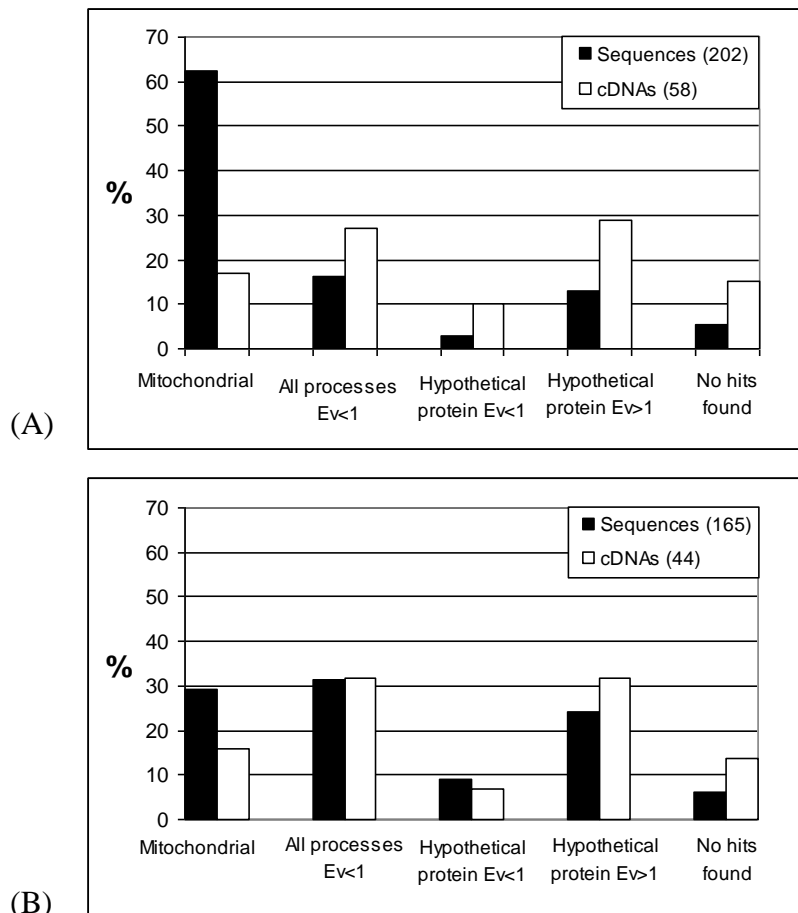 70
60
50
40
30
20
10
0
%
Sequences (202)
cDNAs (58)
Mitochondrial
All processes
Ev<1
Hypothetical
protein Ev<1
Hypothetical
protein Ev>1
No hits
found
(A)
70
60
50
40
30
20
10
0
%
Sequences (165)
cDNAs (44)
Mitochondrial
All processes
Ev<1
Hypothetical
protein Ev<1
Hypothetical
protein Ev>1
No hits
found
(B)